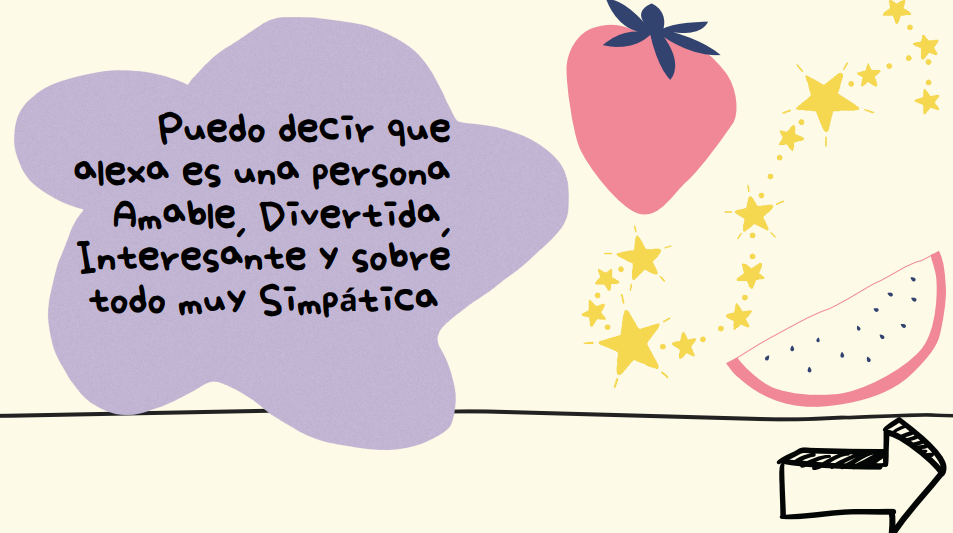 Puedo decir que
alexa es una persona
Amable, Divertida,
Interesante y sobre
todo muy Simpática